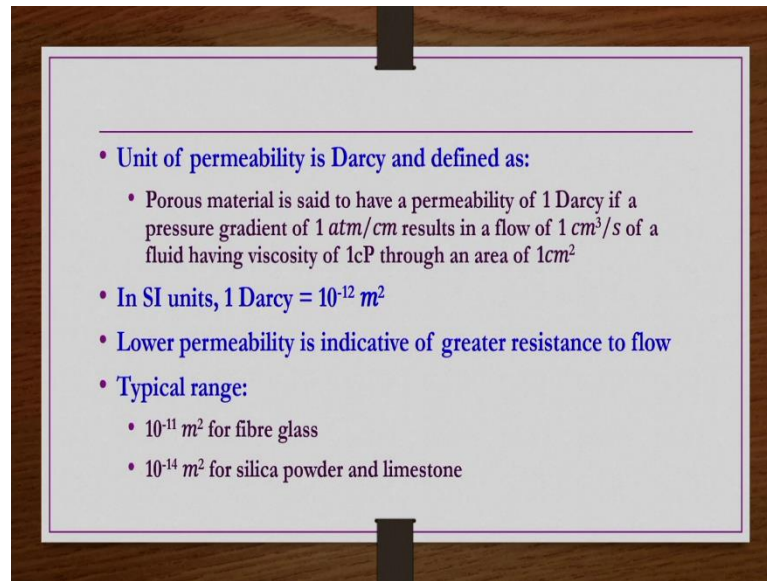 • Unit of permeability is Darcy and defined as:
• Porous material is said to have a permeability of 1 Darcy if a
pressure gradient of 1 atm/cm results in a flow of 1 cm³/s of a
fluid having viscosity of 1cP through an area of 1cm²
• In SI units, 1 Darcy = 10⁻¹² m²
• Lower permeability is indicative of greater resistance to flow
• Typical range:
• 10⁻¹¹ m² for fibre glass
• 10⁻¹⁴ m² for silica powder and limestone